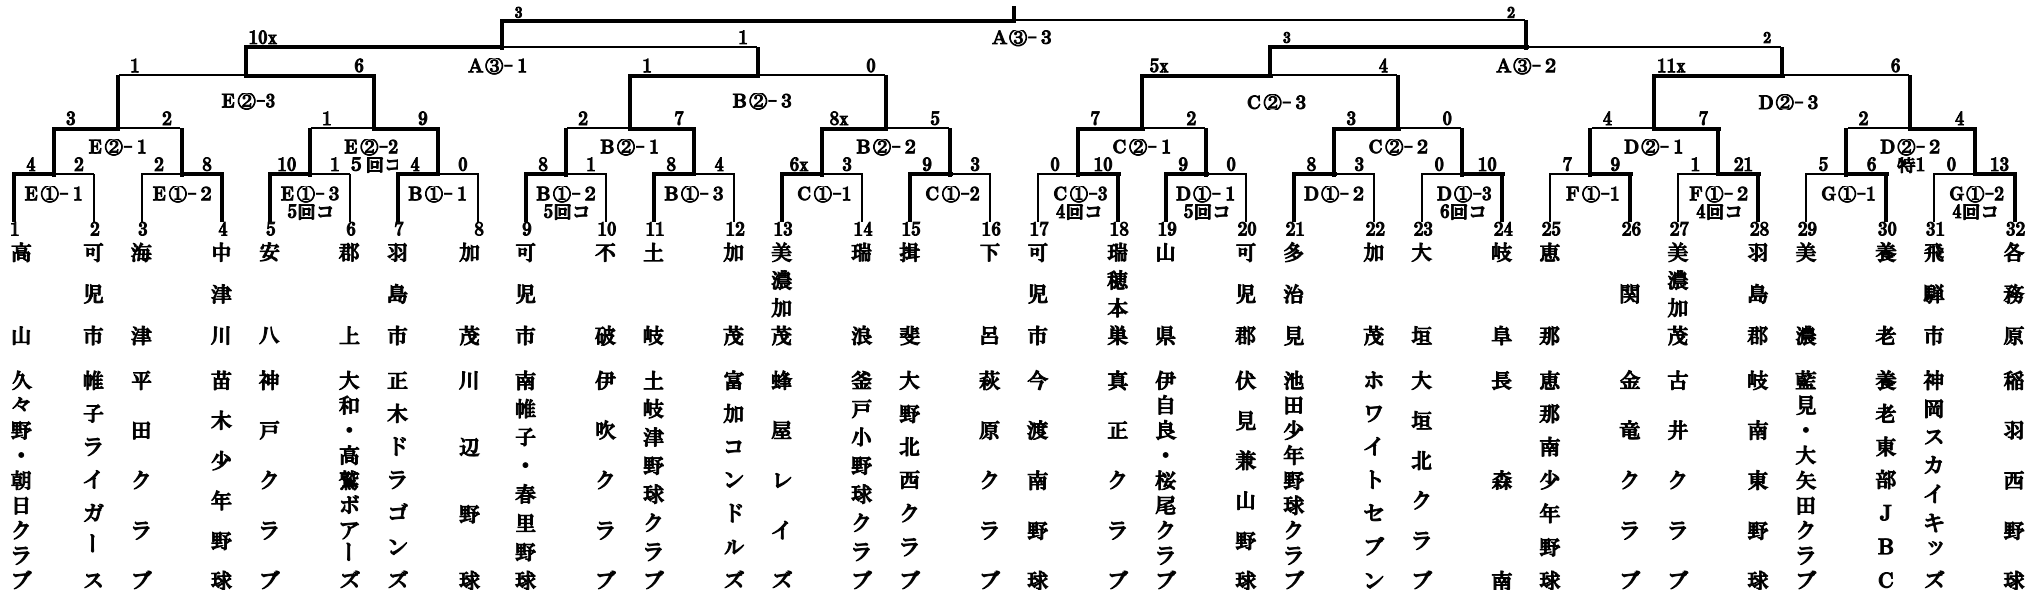 3 2
10x 1 A③-3 3 2
1 6 A③-1 1 0 5x 4 A③-2 11x 6
E②-3 B②-3 C②-3 D②-3
3 2 1 9 2 7 8x 5 7 2 3 0 4 7 2 4
E②-1 E②-2 B②-1 B②-2 C②-1 C②-2 D②-1 D②-2
4 2 2 8 10 1 5回コ 4 0 8 1 8 4 6x 3 9 3 0 10 9 0 8 3 0 10 7 9 1 21 5 6 特1 0 13
E①-1 E①-2 E①-3 B①-1 B①-2 B①-3 C①-1 C①-2 C①-3 D①-1 D①-2 D①-3 F①-1 F①-2 G①-1 G①-2
5回コ 5回コ 4回コ 5回コ 6回コ 4回コ 4回コ
1 2 3 4 5 6 7 8 9 10 11 12 13 14 15 16 17 18 19 20 21 22 23 24 25 26 27 28 29 30 31 32
高山 久々野・朝日クラブ
可児市 帷子ライガース
海津 平田クラブ
中津川 苗木少年野球
安八 神戸クラブ
郡上 大和・高鷲ボアーズ
羽島市 正木ドラゴンズ
加茂 川辺野球
可児市 南帷子・春里野球
不破 伊吹クラブ
土岐 土岐津野球クラブ
加茂 富加コンドルズ
美濃加茂 蜂屋レイズ
瑞浪 釜戸小野球クラブ
揖斐 大野北西クラブ
下呂 萩原クラブ
可児市 今渡南野球
瑞穂本巣 真正クラブ
山県 伊自良・桜尾クラブ
可児郡 伏見兼山野球
多治見 池田少年野球クラブ
加茂 ホワイトセブン
大垣 大垣北クラブ
岐阜 長森南
恵那 恵那南少年野球
関 金竜クラブ
美濃加茂 古井クラブ
羽島郡 岐南東野球
美濃 藍見・大矢田クラブ
養老 養老東部JBC
飛騨市 神岡スカイキッズ
各務原 稲羽西野球